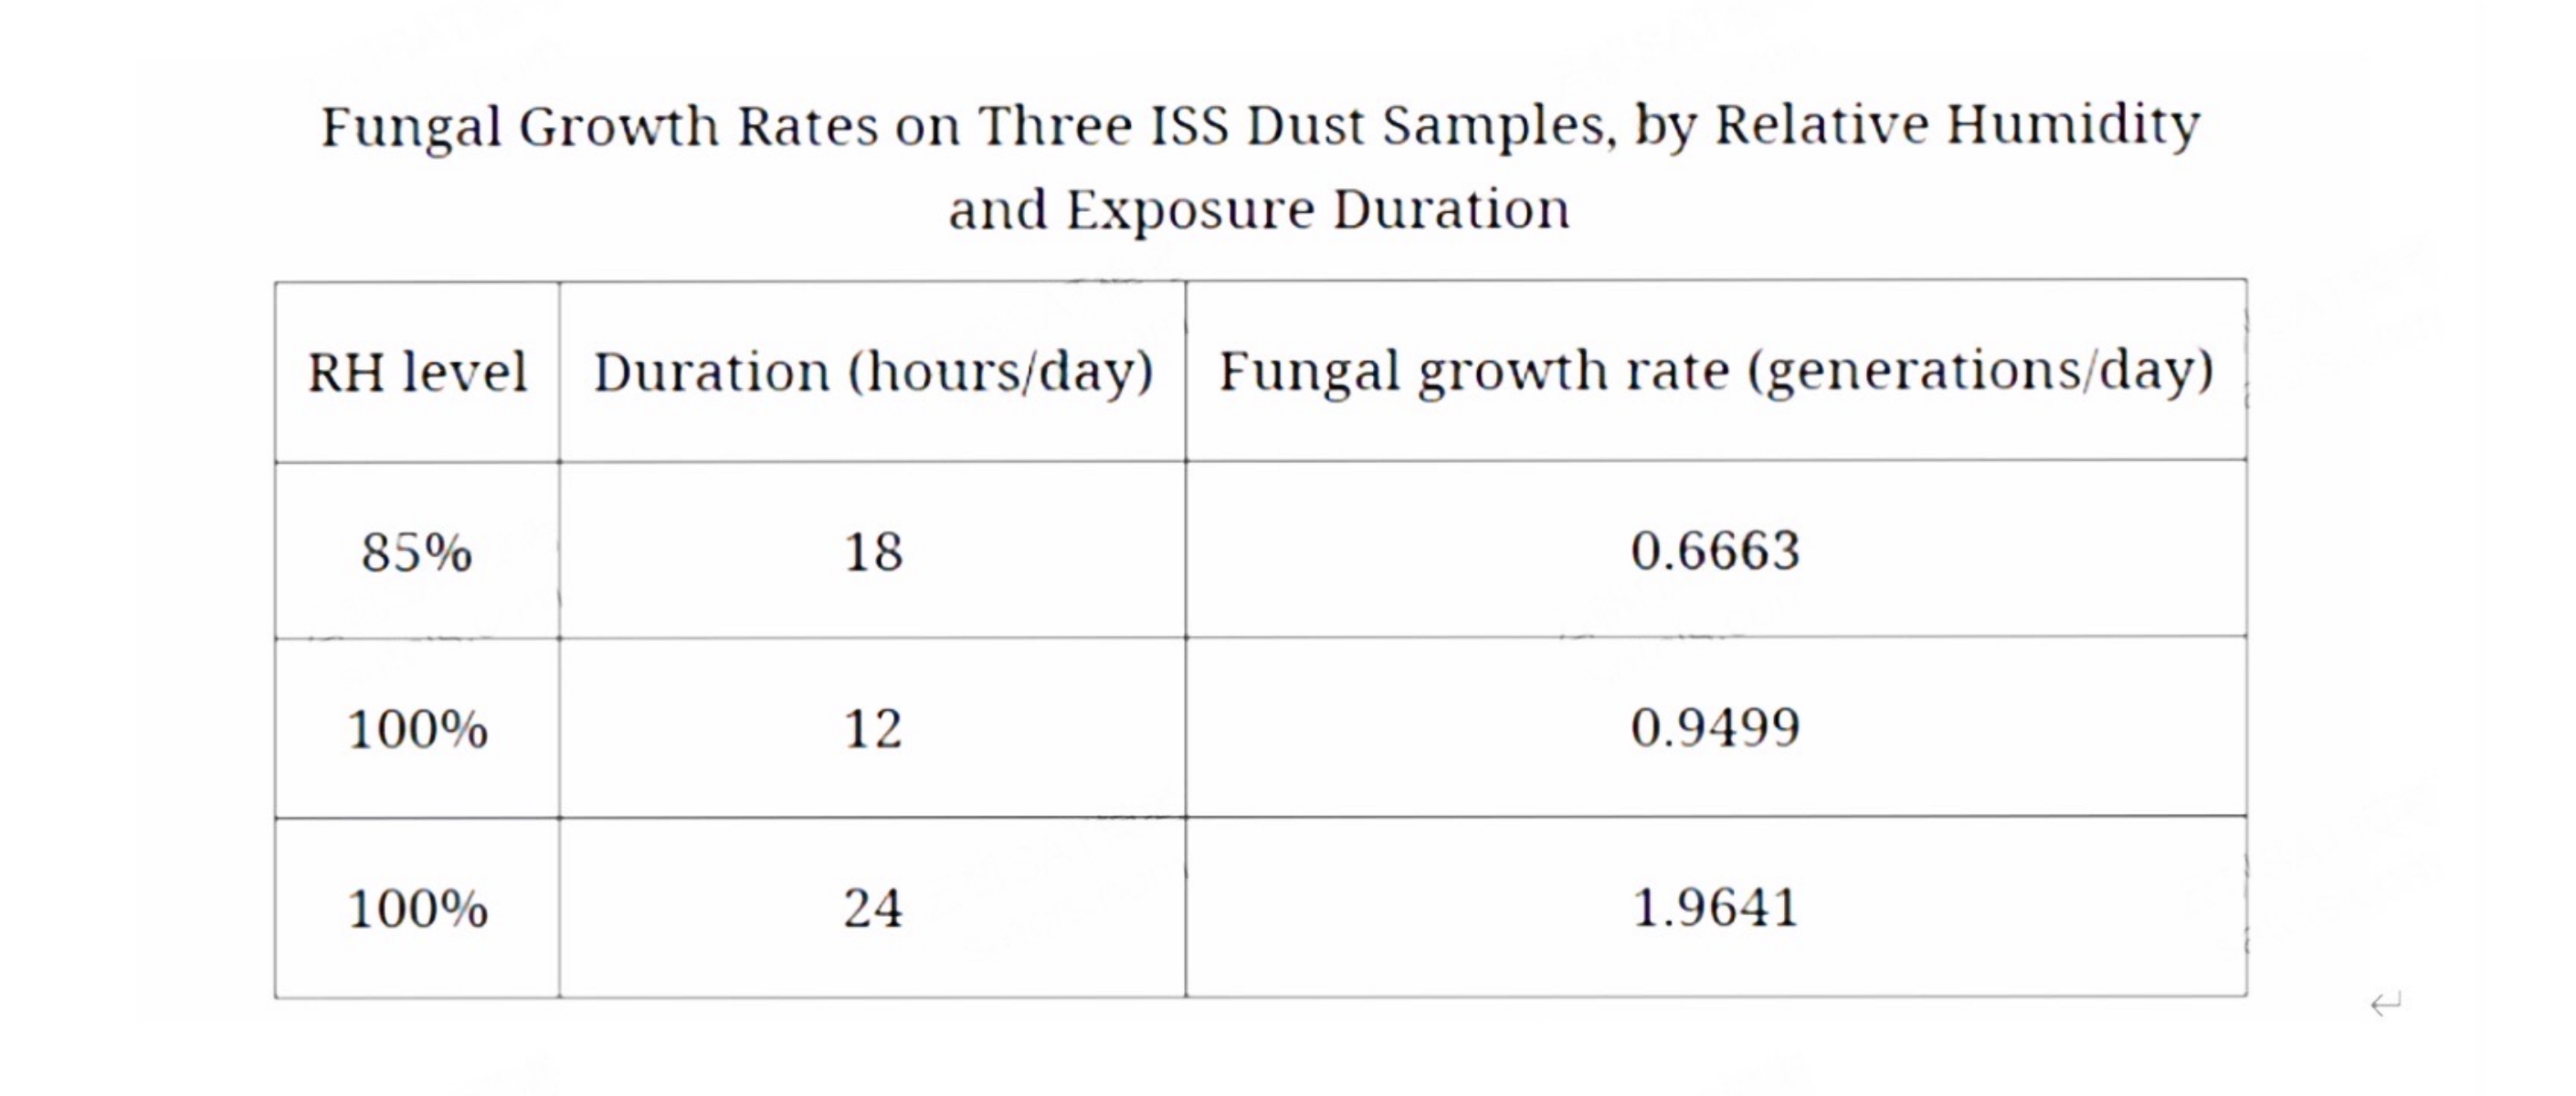 Fungal Growth Rates on Three ISS Dust Samples, by Relative Humidity
and Exposure Duration
RH level Duration (hours/day) Fungal growth rate (generations/day)
85% 18 0.6663
100% 12 0.9499
100% 24 1.9641